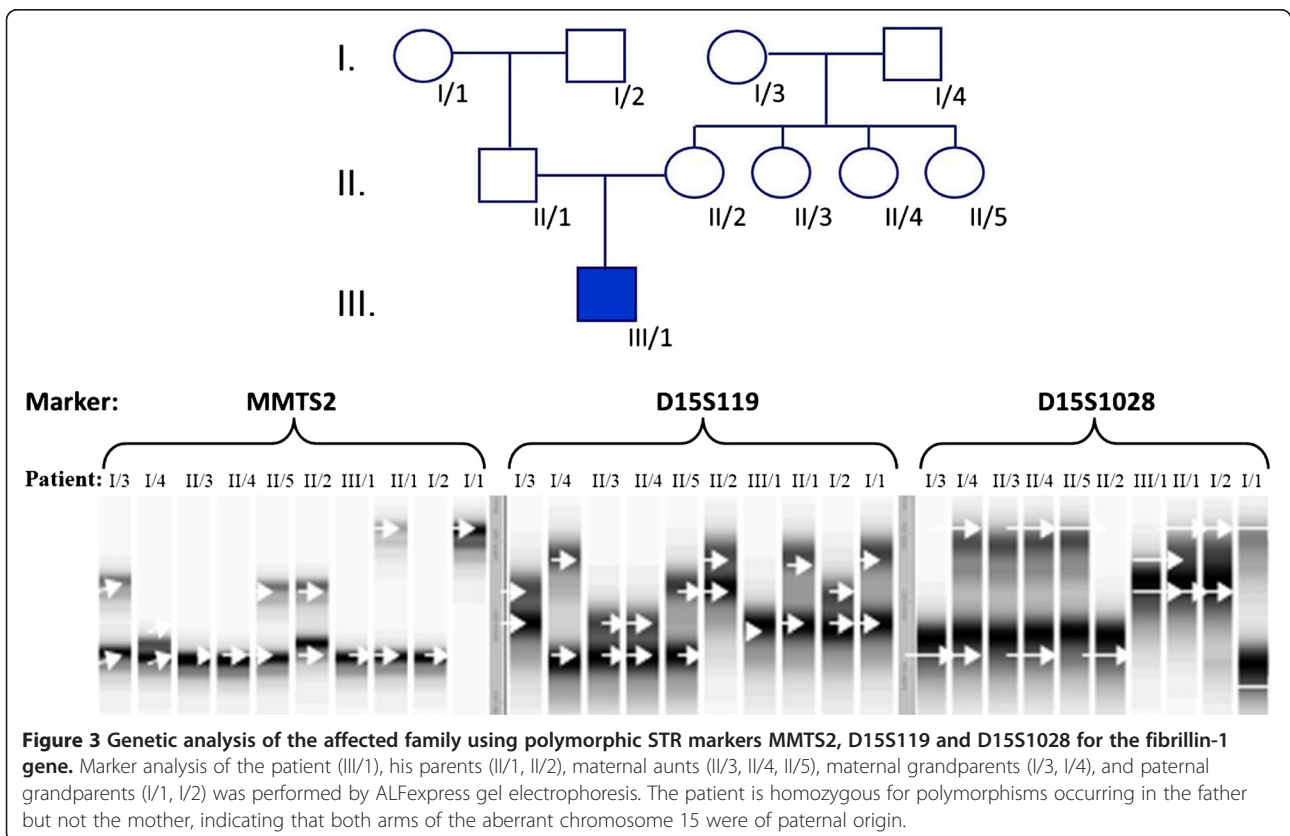 I.
I/1 I/2 I/3 I/4
II.
II/1 II/2 II/3 II/4 II/5
III.
III/1
Marker: MMTS2 D15S119 D15S1028
Patient: I/3 I/4 II/3 II/4 II/5 II/2 III/1 II/1 I/2 I/1 I/3 I/4 II/3 II/4 II/5 II/2 III/1 II/1 I/2 I/1 I/3 I/4 II/3 II/4 II/5 II/2 III/1 II/1 I/2 I/1
Figure 3 Genetic analysis of the affected family using polymorphic STR markers MMTS2, D15S119 and D15S1028 for the fibrillin-1
gene. Marker analysis of the patient (III/1), his parents (II/1, II/2), maternal aunts (II/3, II/4, II/5), maternal grandparents (I/3, I/4), and paternal
grandparents (I/1, I/2) was performed by ALFexpress gel electrophoresis. The patient is homozygous for polymorphisms occurring in the father
but not the mother, indicating that both arms of the aberrant chromosome 15 were of paternal origin.